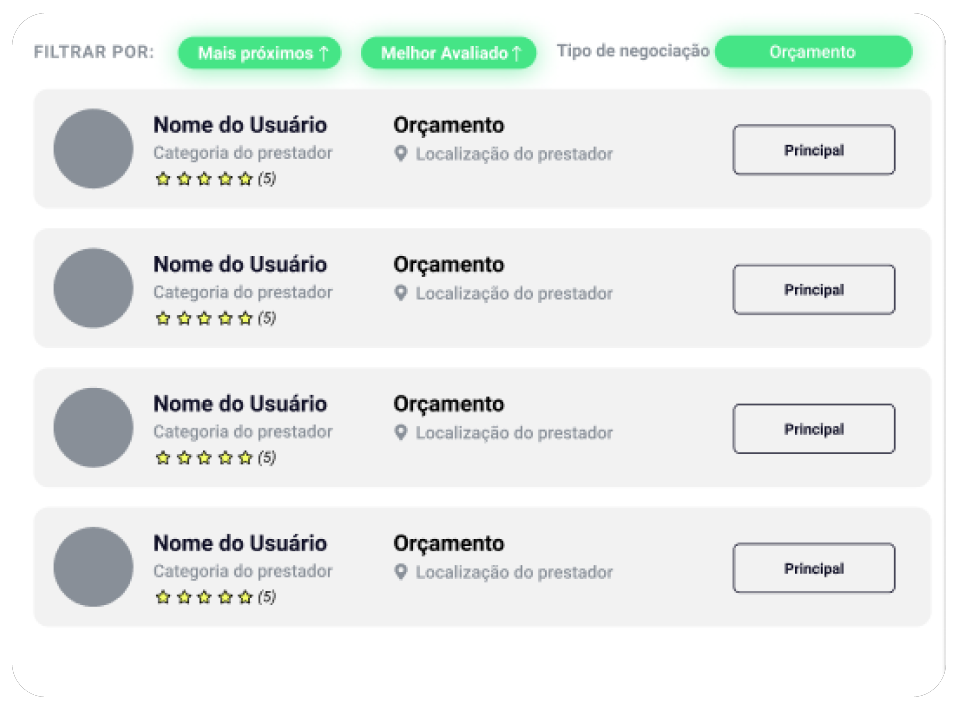 FILTRAR POR: Mais próximos ↑ Melhor Avaliado ↑ Tipo de negociação Orçamento
Nome do Usuário Orçamento
Categoria do prestador Localização do prestador Principal
(5)
Nome do Usuário Orçamento
Categoria do prestador Localização do prestador Principal
(5)
Nome do Usuário Orçamento
Categoria do prestador Localização do prestador Principal
(5)
Nome do Usuário Orçamento
Categoria do prestador Localização do prestador Principal
(5)